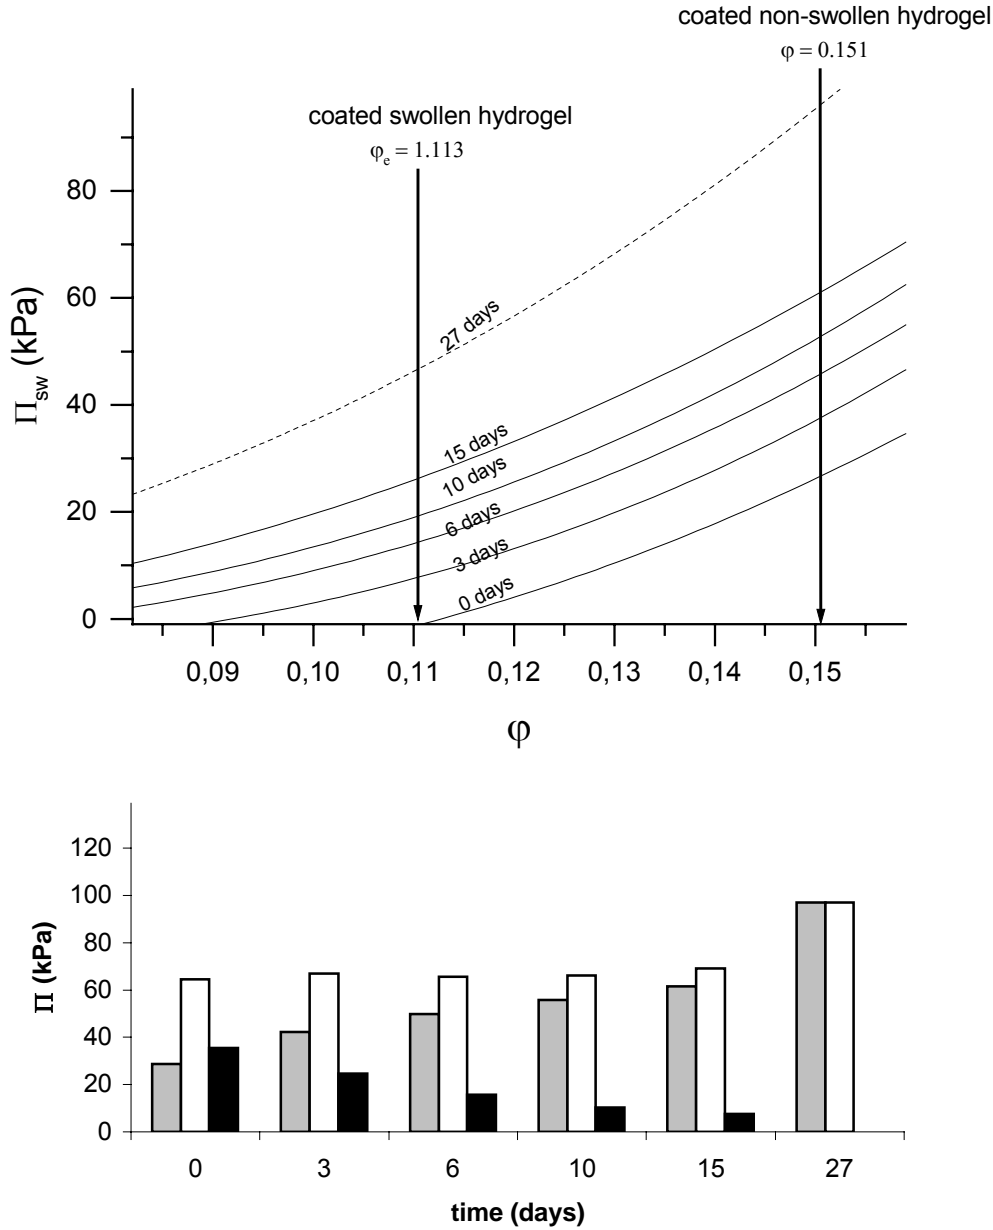 coated non-swollen hydrogel
φ = 0.151
coated swollen hydrogel
φe = 1.113
Πsw (kPa)
80
60
40
20
0
27 days
15 days
10 days
6 days
3 days
0 days
0,09 0,10 0,11 0,12 0,13 0,14 0,15
φ
Π (kPa)
120
100
80
60
40
20
0
0 3 6 10 15 27
time (days)